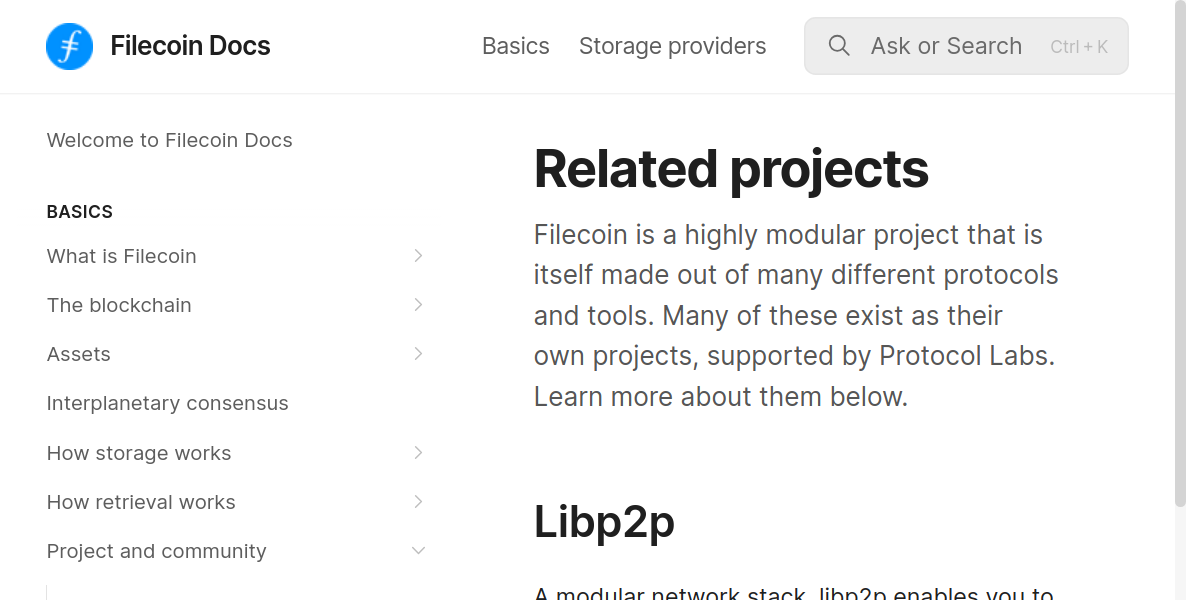 Filecoin Docs
Basics
Storage providers
Ask or Search
Ctrl + K
Welcome to Filecoin Docs
BASICS
What is Filecoin
The blockchain
Assets
Interplanetary consensus
How storage works
How retrieval works
Project and community
Related projects
Filecoin is a highly modular project that is
itself made out of many different protocols
and tools. Many of these exist as their
own projects, supported by Protocol Labs.
Learn more about them below.
Libp2p
A modular network stack, libp2p enables you to